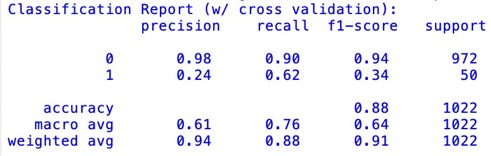 Classification Report (w/ cross validation):
precision recall f1-score support
0 0.98 0.90 0.94 972
1 0.24 0.62 0.34 50
accuracy 0.88 1022
macro avg 0.61 0.76 0.64 1022
weighted avg 0.94 0.88 0.91 1022